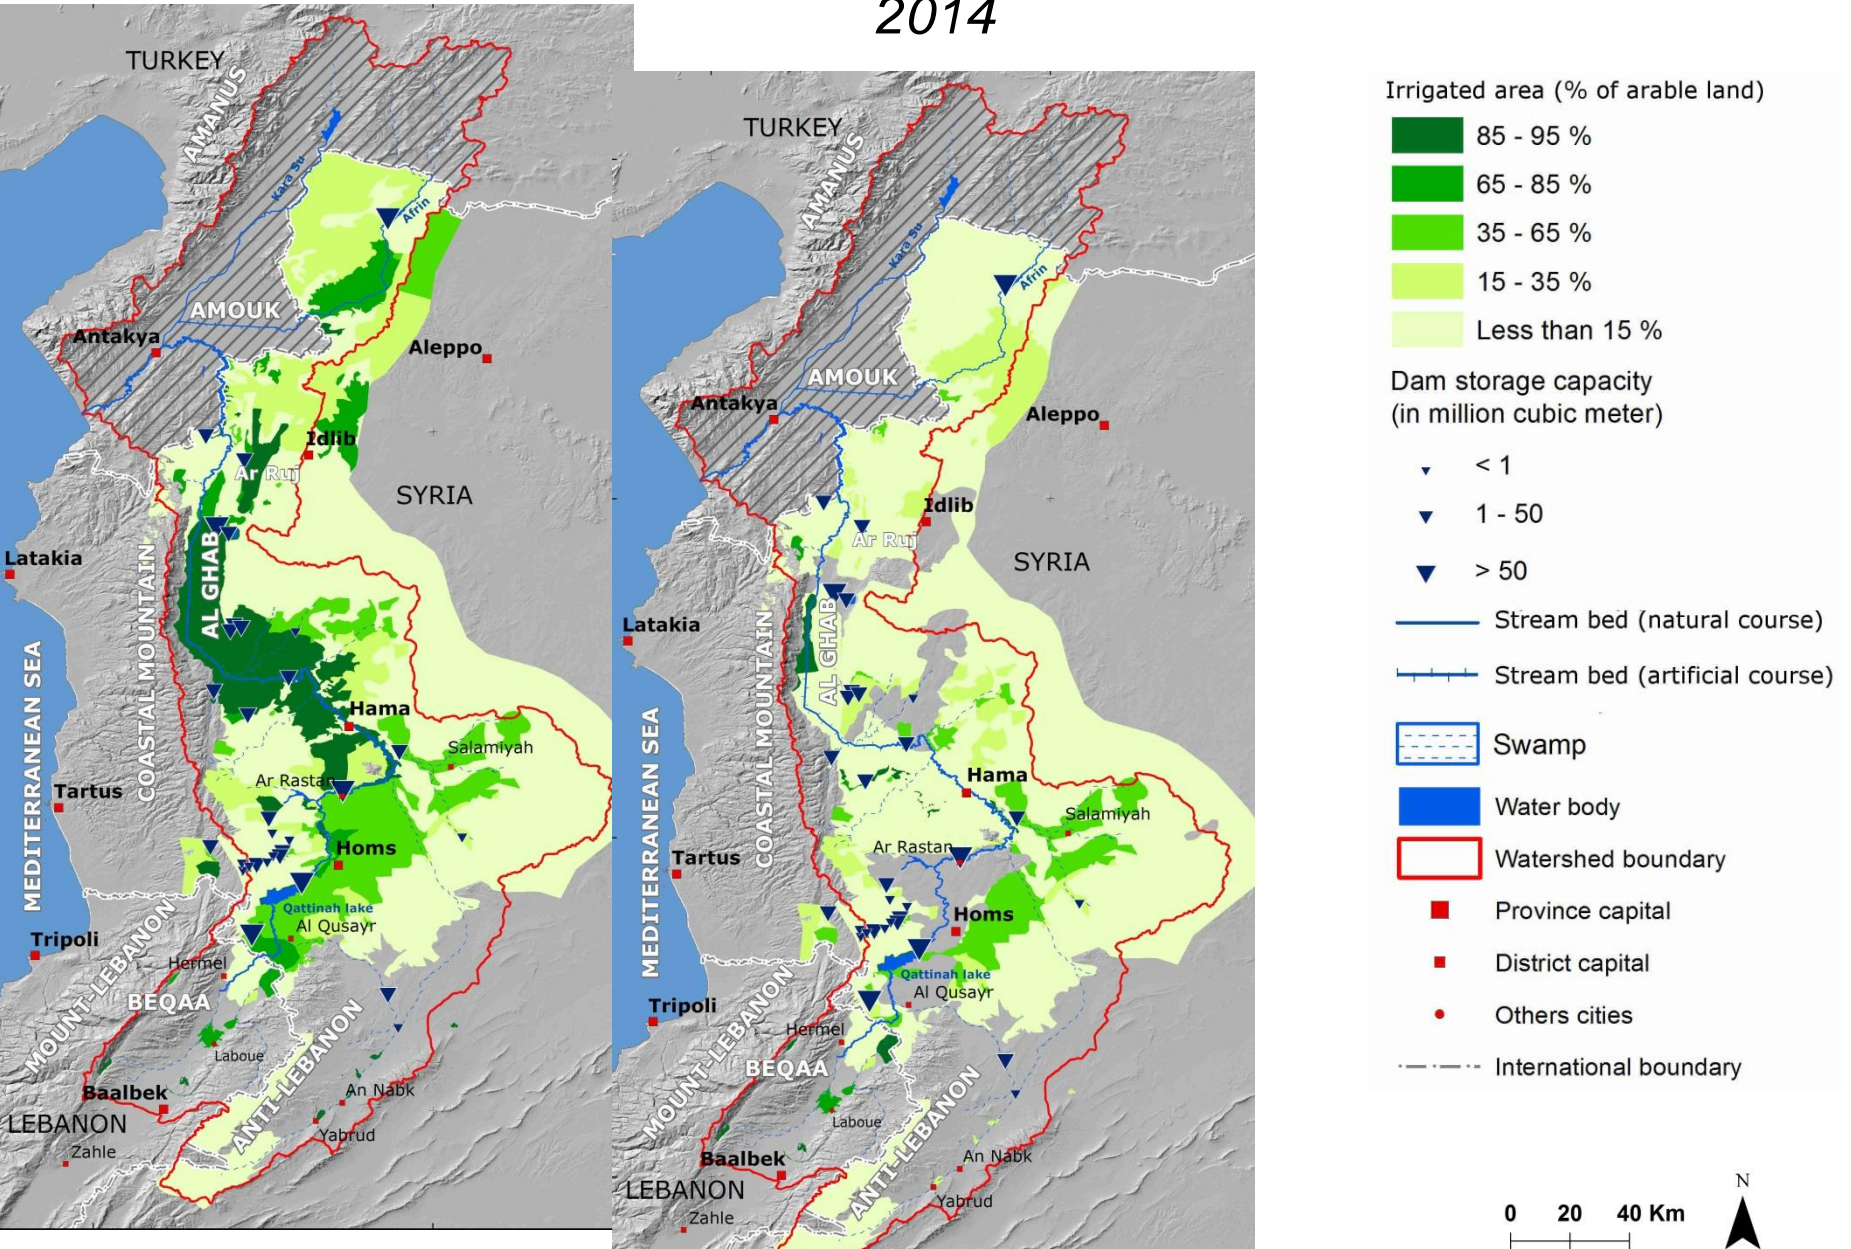 2014
TURKEY
AMANUS
Kara Su
Afrin
AMOUK
Antakya
Aleppo
Idlib
Ar Ruj
SYRIA
Latakia
AL GHAB
COASTAL MOUNTAIN
MEDITERRANEAN SEA
Hama
Salamiyah
Ar Rastan
Tartus
Homs
Qattinah lake
Al Qusayr
Tripoli
Hermel
MOUNT-LEBANON
BEQAA
ANTI-LEBANON
Laboue
Baalbek
An Nabk
LEBANON
Yabrud
Zahle
TURKEY
AMANUS
Kara Su
Afrin
AMOUK
Antakya
Aleppo
Idlib
Ar Ruj
SYRIA
Latakia
AL GHAB
COASTAL MOUNTAIN
MEDITERRANEAN SEA
Hama
Salamiyah
Ar Rastan
Tartus
Homs
Qattinah lake
Al Qusayr
Tripoli
Hermel
MOUNT-LEBANON
BEQAA
ANTI-LEBANON
Laboue
Baalbek
An Nabk
LEBANON
Yabrud
Zahle
Irrigated area (% of arable land)
85 - 95 %
65 - 85 %
35 - 65 %
15 - 35 %
Less than 15 %
Dam storage capacity
(in million cubic meter)
< 1
1 - 50
> 50
Stream bed (natural course)
Stream bed (artificial course)
Swamp
Water body
Watershed boundary
Province capital
District capital
Others cities
International boundary
N
0 20 40 Km